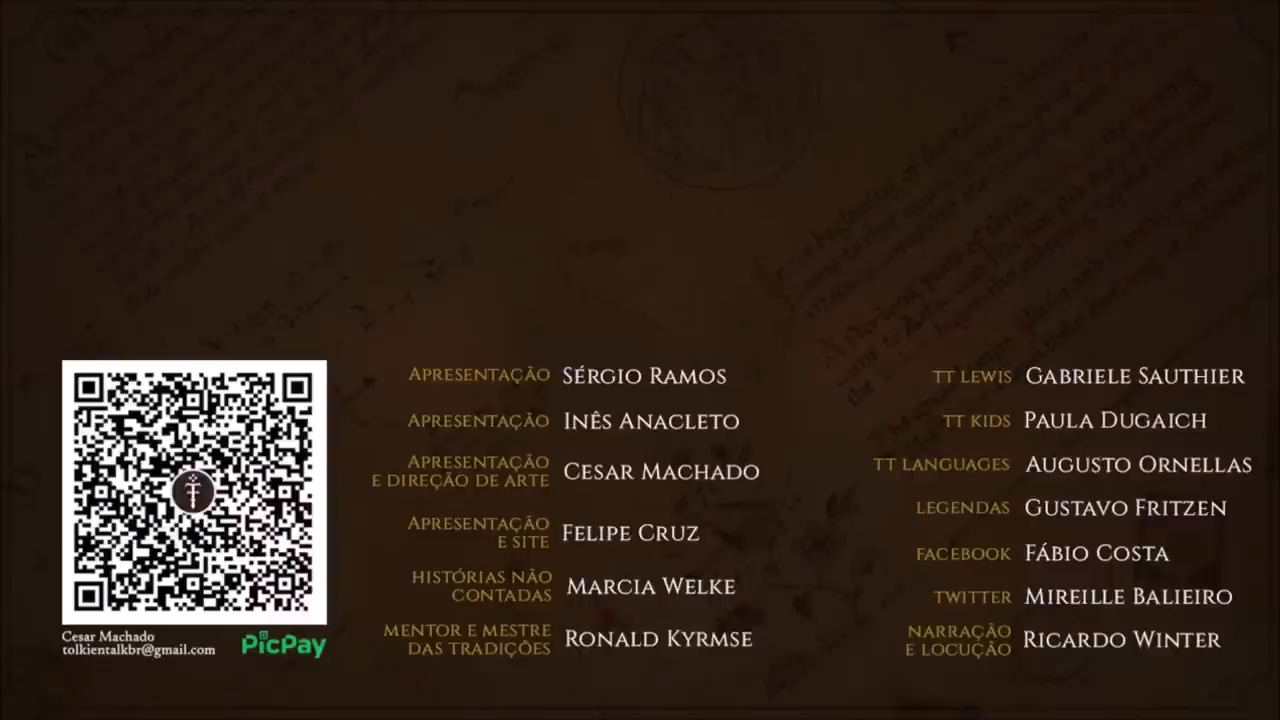 Apresentação Sérgio Ramos
Apresentação Inês Anacleto
Apresentação
e direção de arte Cesar Machado
Apresentação
e site Felipe Cruz
Histórias não
contadas Marcia Welke
Mentor e mestre
das tradições Ronald Kyrmse
TT Lewis Gabriele Sauthier
TT Kids Paula Dugaich
TT Languages Augusto Ornellas
Legendas Gustavo Fritzen
Facebook Fábio Costa
Twitter Mireille Balieiro
Narração
e locução Ricardo Winter
Cesar Machado
tolkientalkbr@gmail.com
PicPay